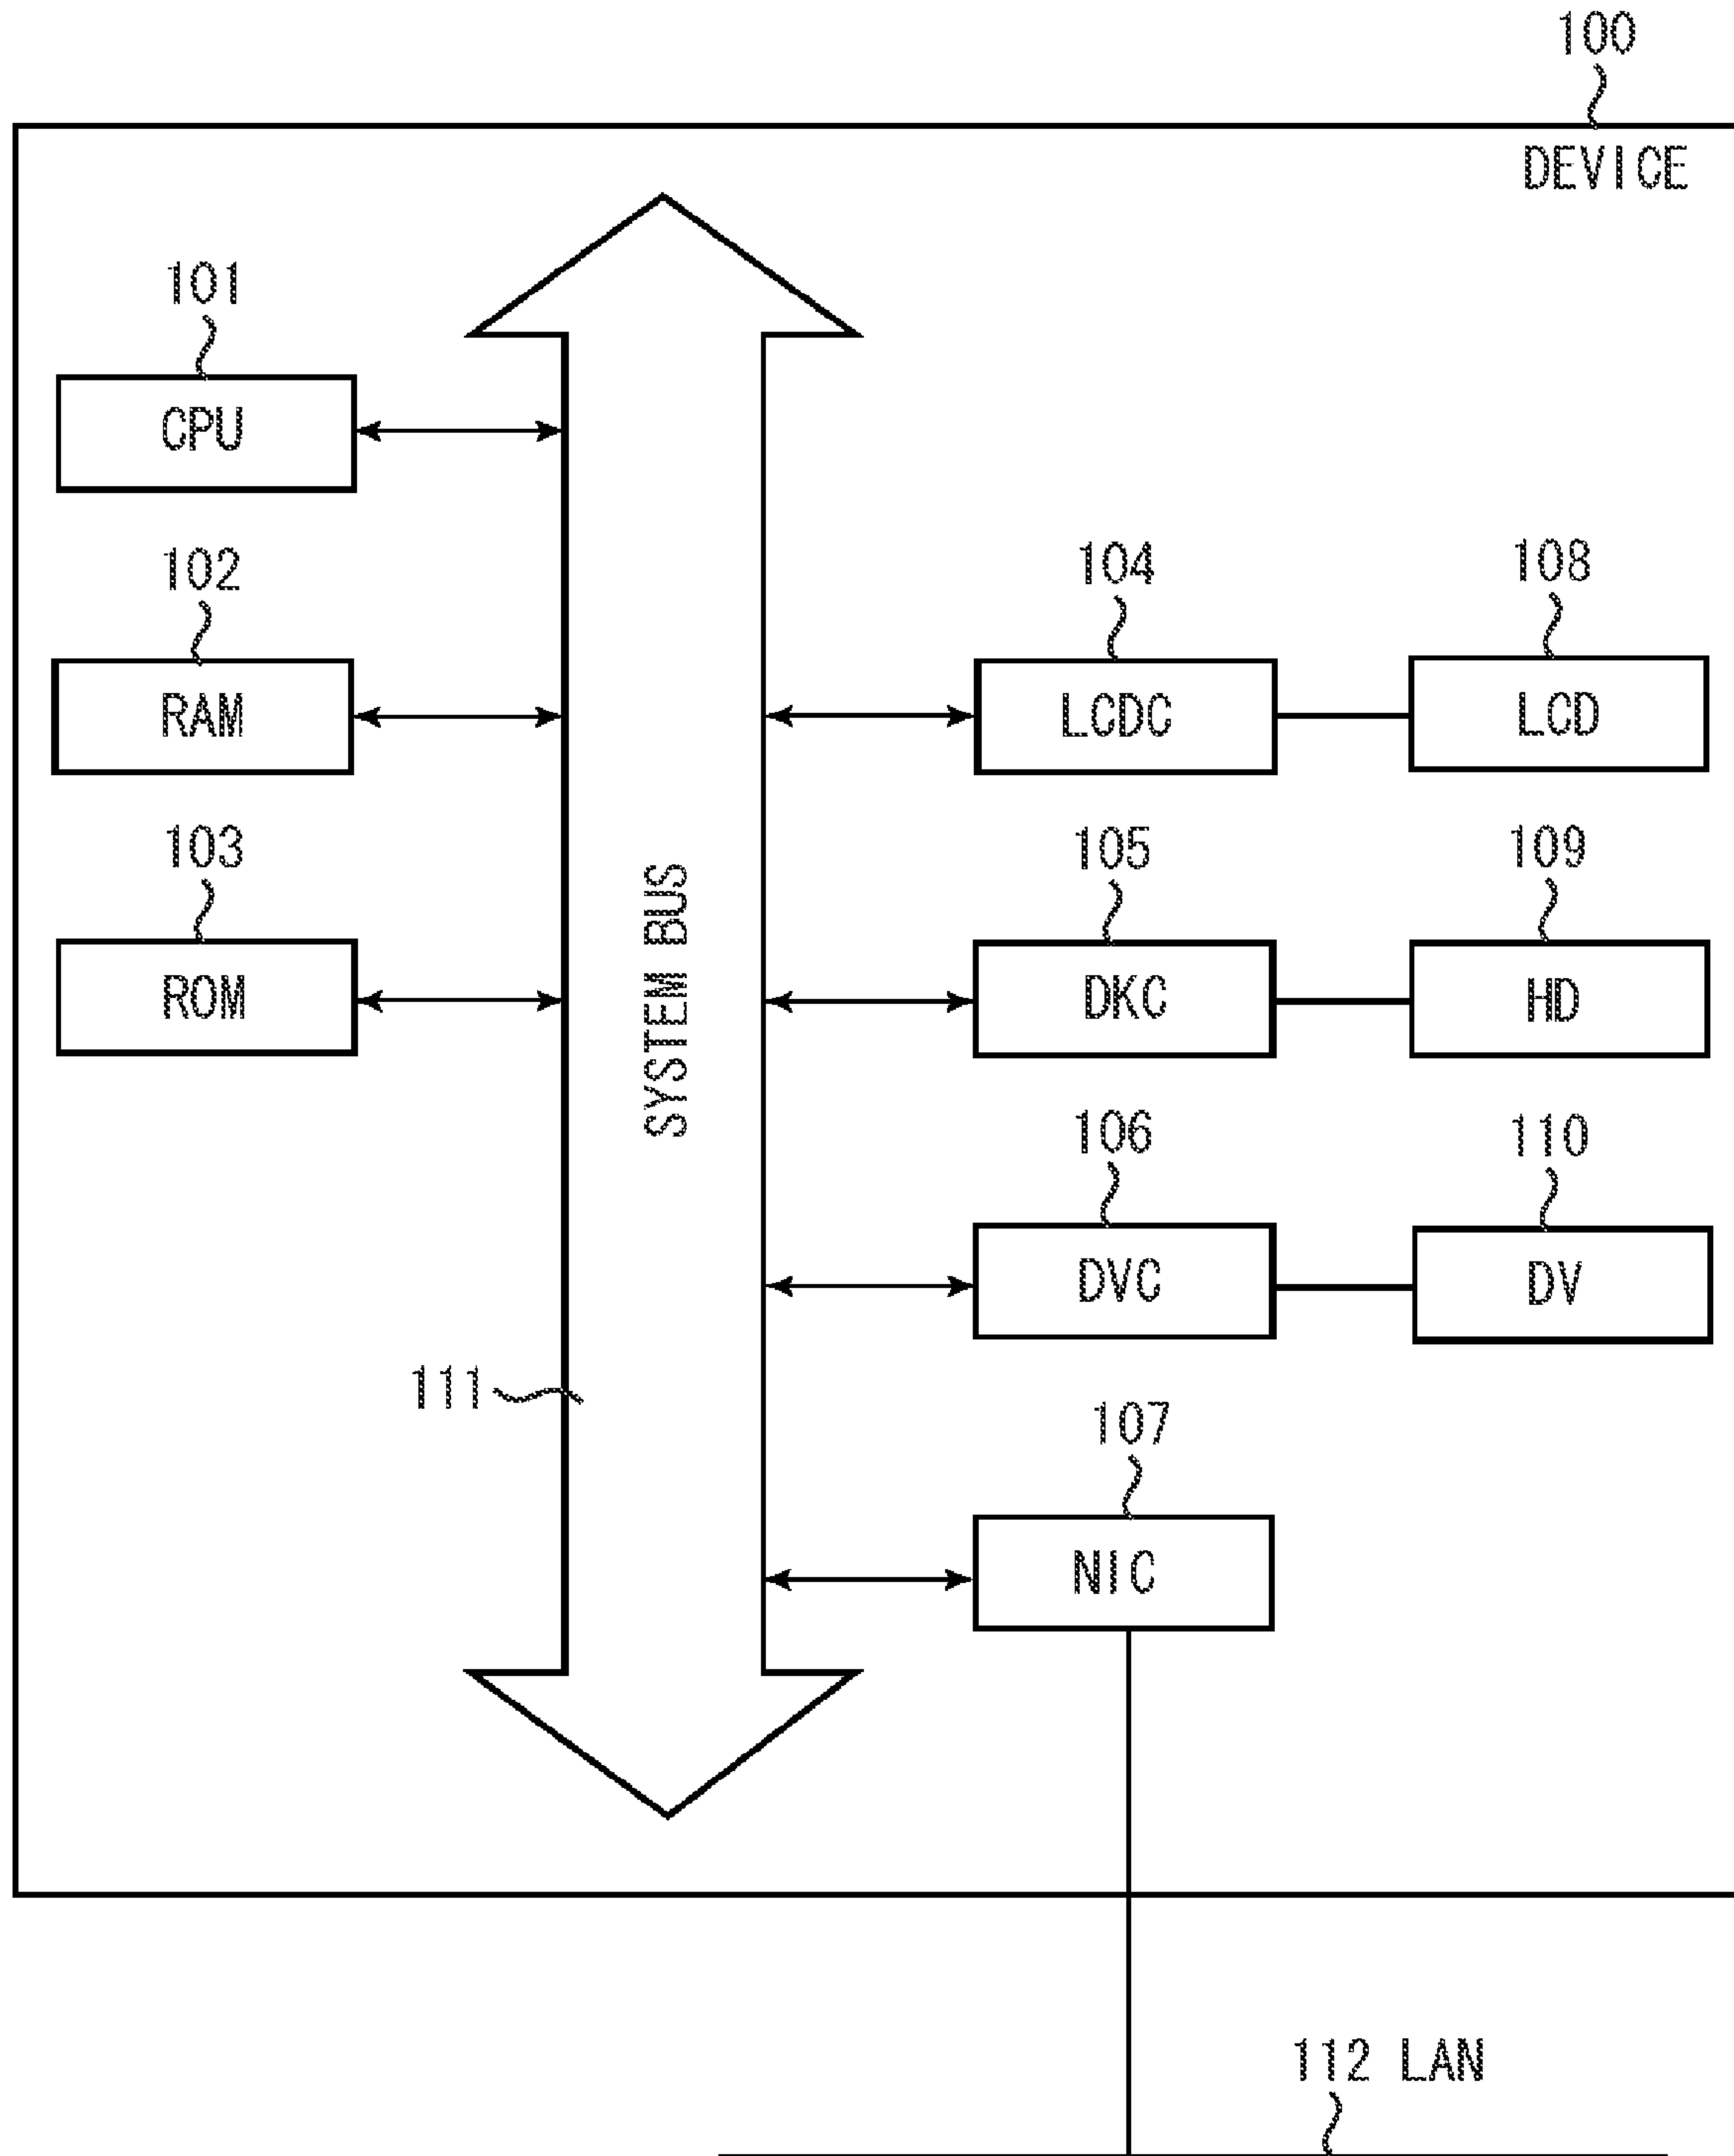 100
DEVICE
101
CPU
102
RAM
103
ROM
SYSTEM BUS
111
104
LCDC
108
LCD
105
DKC
109
HD
106
DVC
110
DV
107
NIC
112 LAN